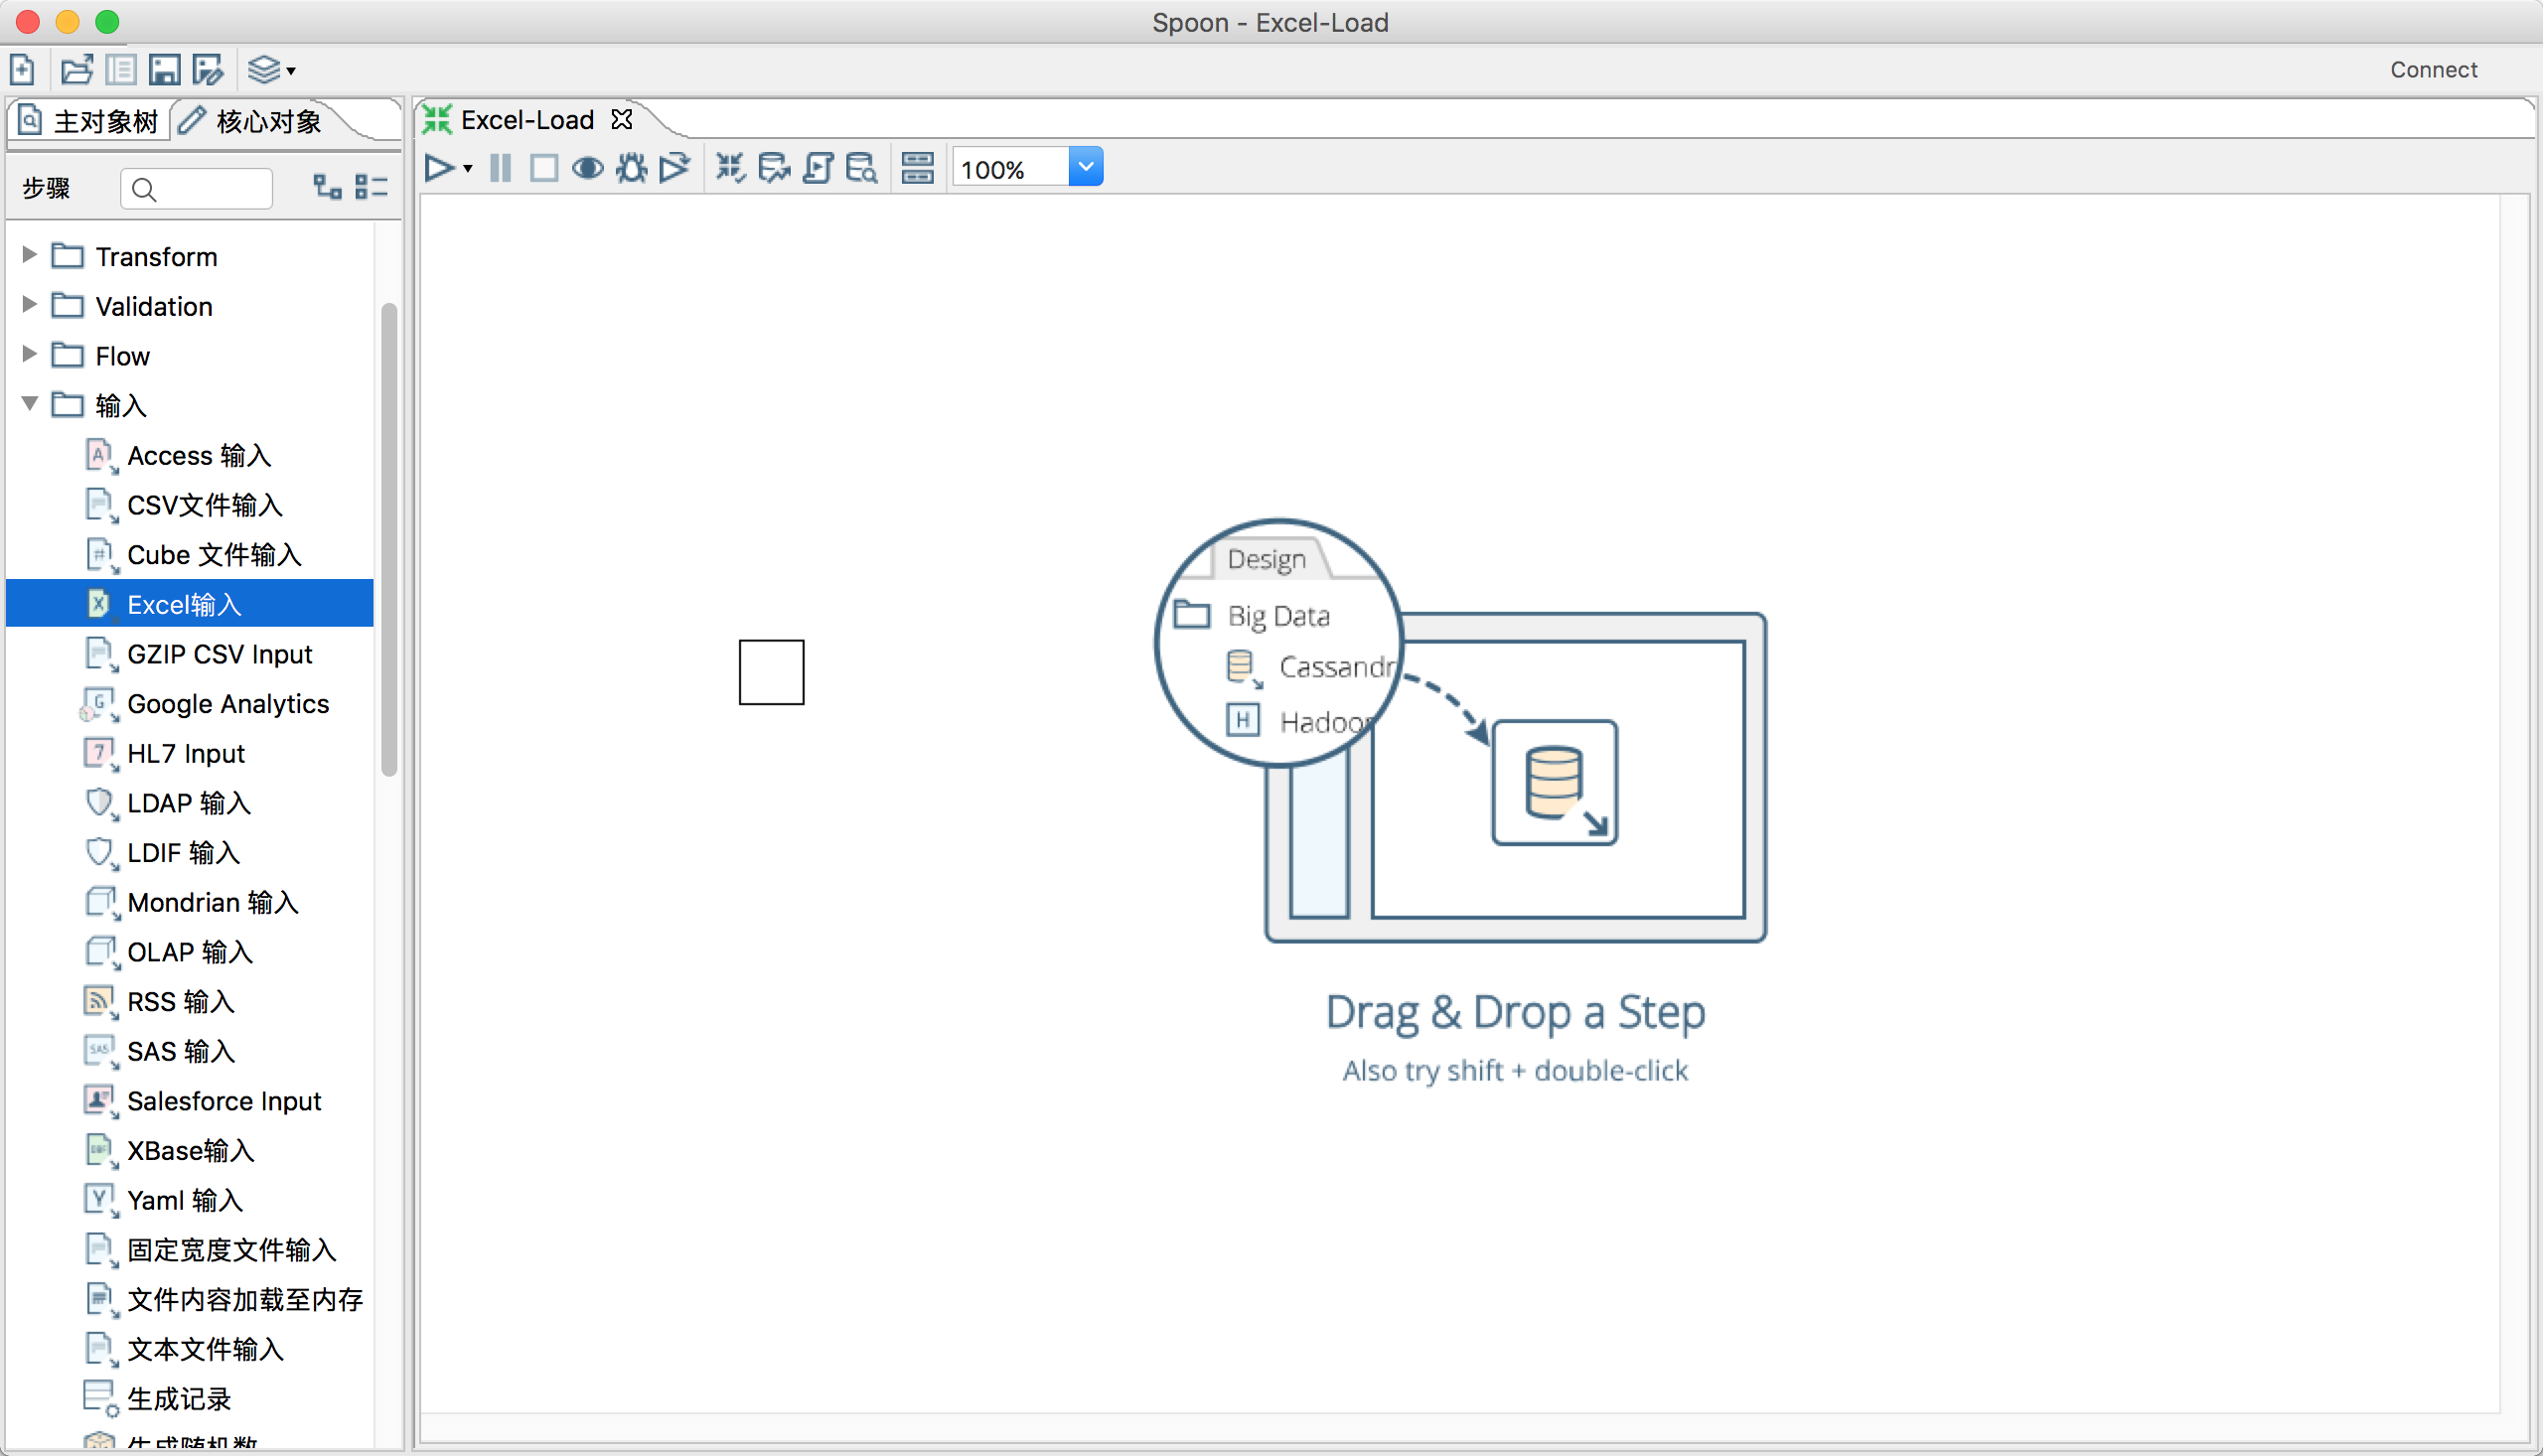 Spoon - Excel-Load
Connect
主对象树
核心对象
Excel-Load
步骤
100%
Transform
Validation
Flow
输入
Access 输入
CSV文件输入
Cube 文件输入
Excel输入
GZIP CSV Input
Google Analytics
HL7 Input
LDAP 输入
LDIF 输入
Mondrian 输入
OLAP 输入
RSS 输入
SAS 输入
Salesforce Input
XBase输入
Yaml 输入
固定宽度文件输入
文件内容加载至内存
文本文件输入
生成记录
生成随机数
Design
Big Data
Cassandr
Hadoop
Drag & Drop a Step
Also try shift + double-click